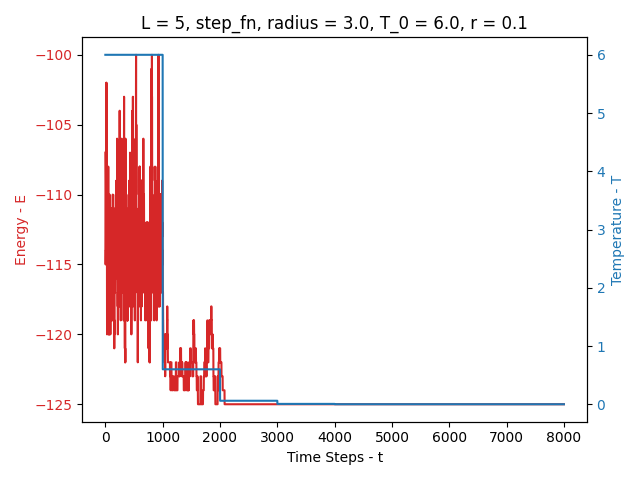 L = 5, step_fn, radius = 3.0, T_0 = 6.0, r = 0.1
−100
−105
−110
−115
−120
−125
Energy - E
6
5
4
3
2
1
0
Temperature - T
0 1000 2000 3000 4000 5000 6000 7000 8000
Time Steps - t